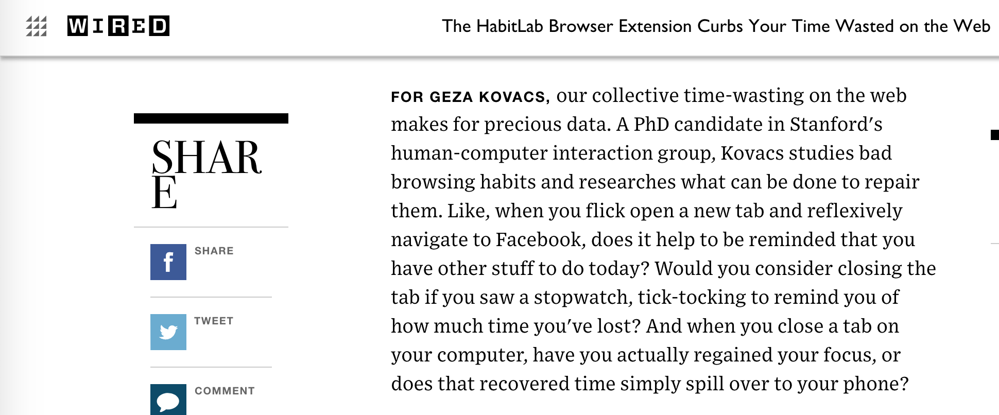 WIRED
The HabitLab Browser Extension Curbs Your Time Wasted on the Web
SHAR
E
SHARE
TWEET
COMMENT
FOR GEZA KOVACS, our collective time-wasting on the web
makes for precious data. A PhD candidate in Stanford's
human-computer interaction group, Kovacs studies bad
browsing habits and researches what can be done to repair
them. Like, when you flick open a new tab and reflexively
navigate to Facebook, does it help to be reminded that you
have other stuff to do today? Would you consider closing the
tab if you saw a stopwatch, tick-tocking to remind you of
how much time you've lost? And when you close a tab on
your computer, have you actually regained your focus, or
does that recovered time simply spill over to your phone?